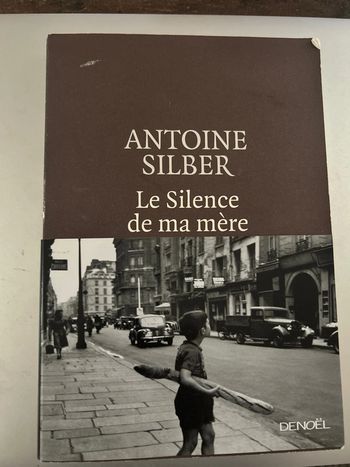 ANTOINE
SILBER
Le Silence
de ma mère
DENOËL